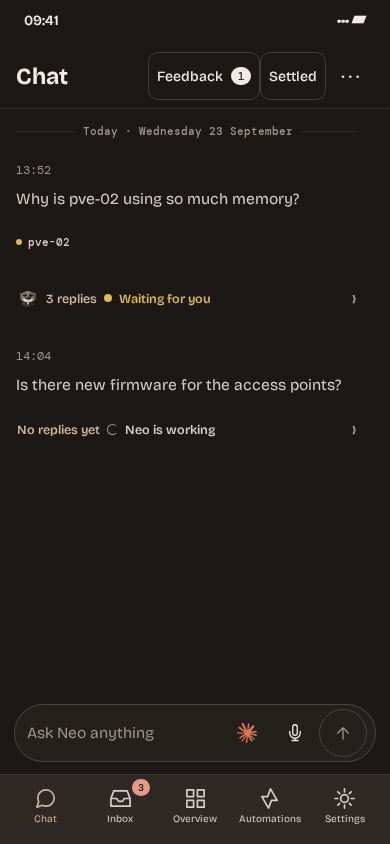 09:41
Chat
Feedback 1
Settled
Today · Wednesday 23 September
13:52
Why is pve-02 using so much memory?
pve-02
3 replies Waiting for you
14:04
Is there new firmware for the access points?
No replies yet Neo is working
Ask Neo anything
3
Chat Inbox Overview Automations Settings